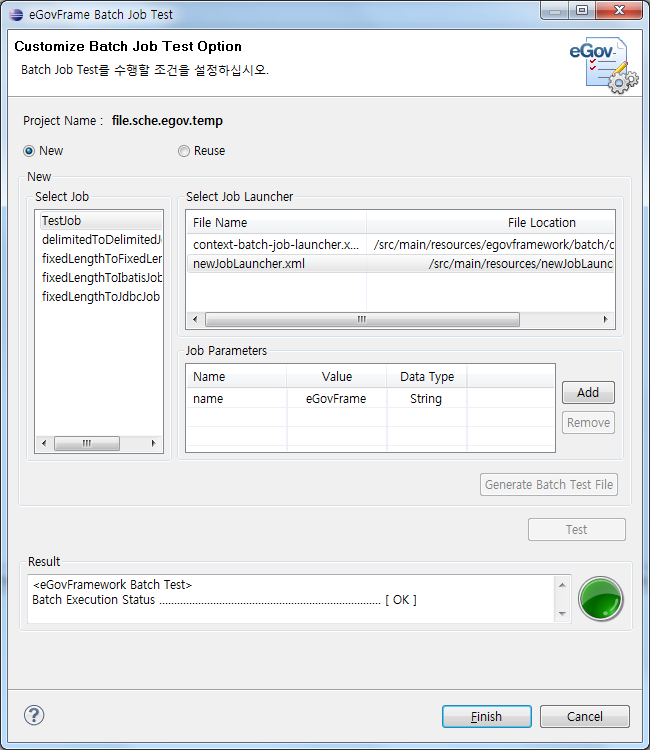 eGovFrame Batch Job Test
Customize Batch Job Test Option
Batch Job Test를 수행할 조건을 설정하십시오.
eGov
Project Name : file.sche.egov.temp
New
Reuse
New
Select Job
TestJob
delimitedToDelimitedJ
fixedLengthToFixedLer
fixedLengthToIbatisJob
fixedLengthToJdbcJob
Select Job Launcher
File Name File Location
context-batch-job-launcher.x... /src/main/resources/egovframework/batch/c
newJobLauncher.xml /src/main/resources/newJobLaunc
Job Parameters
Name Value Data Type
name eGovFrame String
Add
Remove
Generate Batch Test File
Test
Result
<eGovFramework Batch Test>
Batch Execution Status .......................................................................... [ OK ]
?
Finish
Cancel